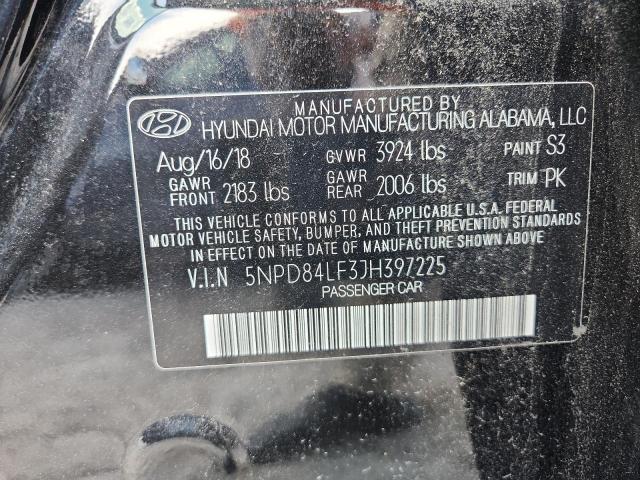 MANUFACTURED BY
HYUNDAI MOTOR MANUFACTURING ALABAMA, LLC
Aug/16/18 GVWR 3924 lbs PAINT S3
GAWR FRONT 2183 lbs GAWR REAR 2006 lbs TRIM PK
THIS VEHICLE CONFORMS TO ALL APPLICABLE U.S.A. FEDERAL
MOTOR VEHICLE SAFETY, BUMPER, AND THEFT PREVENTION STANDARDS
IN EFFECT ON THE DATE OF MANUFACTURE SHOWN ABOVE.
V.I.N 5NPD84LF3JH397225
PASSENGER CAR